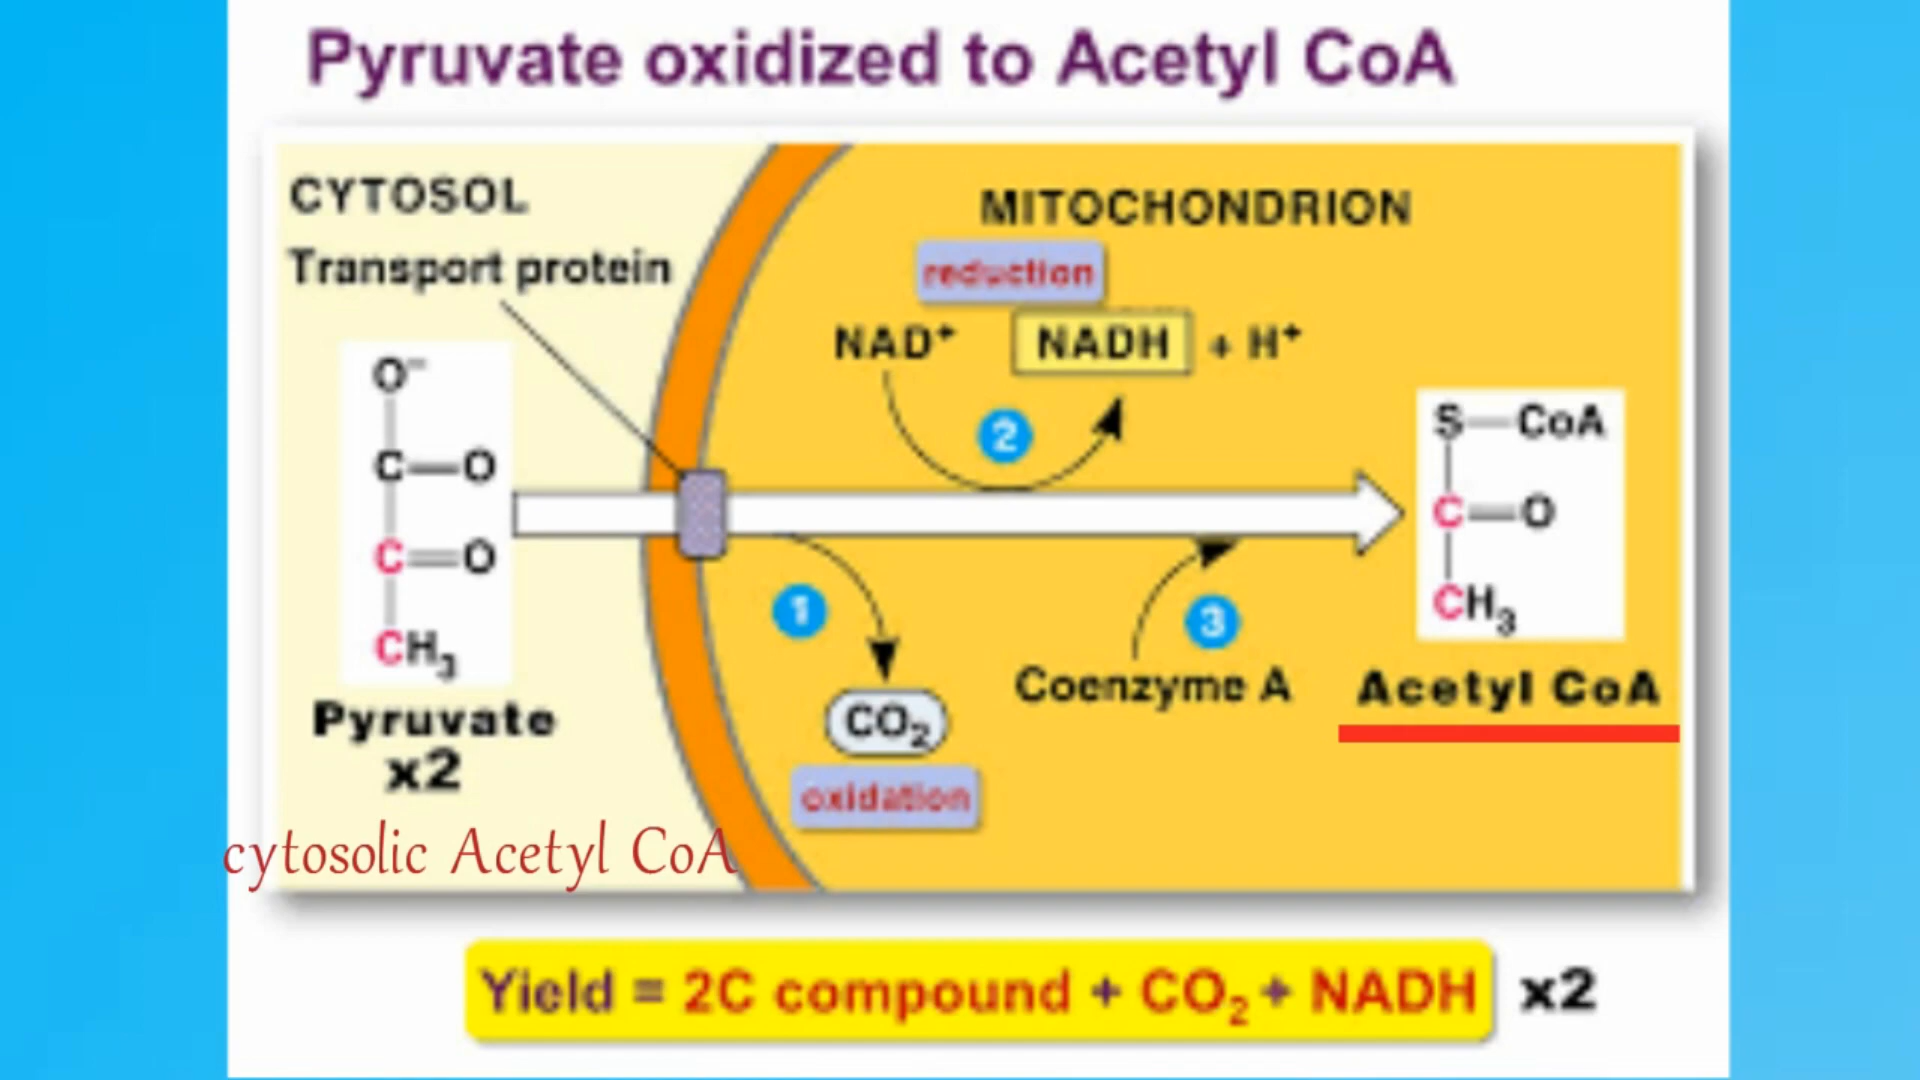 Pyruvate oxidized to Acetyl CoA
CYTOSOL
Transport protein
MITOCHONDRION
reduction
NAD⁺ NADH + H⁺
O⁻
C=O
C=O
CH₃
Pyruvate
x2
2
1
3
CO₂
oxidation
Coenzyme A
S—CoA
C=O
CH₃
Acetyl CoA
cytosolic Acetyl CoA
Yield = 2C compound + CO₂ + NADH x2